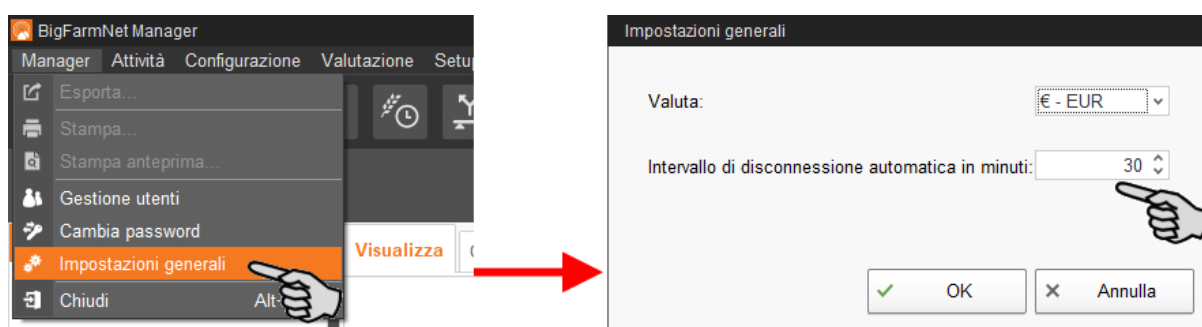 BigFarmNet Manager
Manager Attività Configurazione Valutazione
Esporta...
Stampa...
Stampa anteprima...
Gestione utenti
Cambia password
Impostazioni generali
Chiudi Alt-
Visualizza
Impostazioni generali
Valuta: € - EUR
Intervallo di disconnessione automatica in minuti: 30
OK Annulla